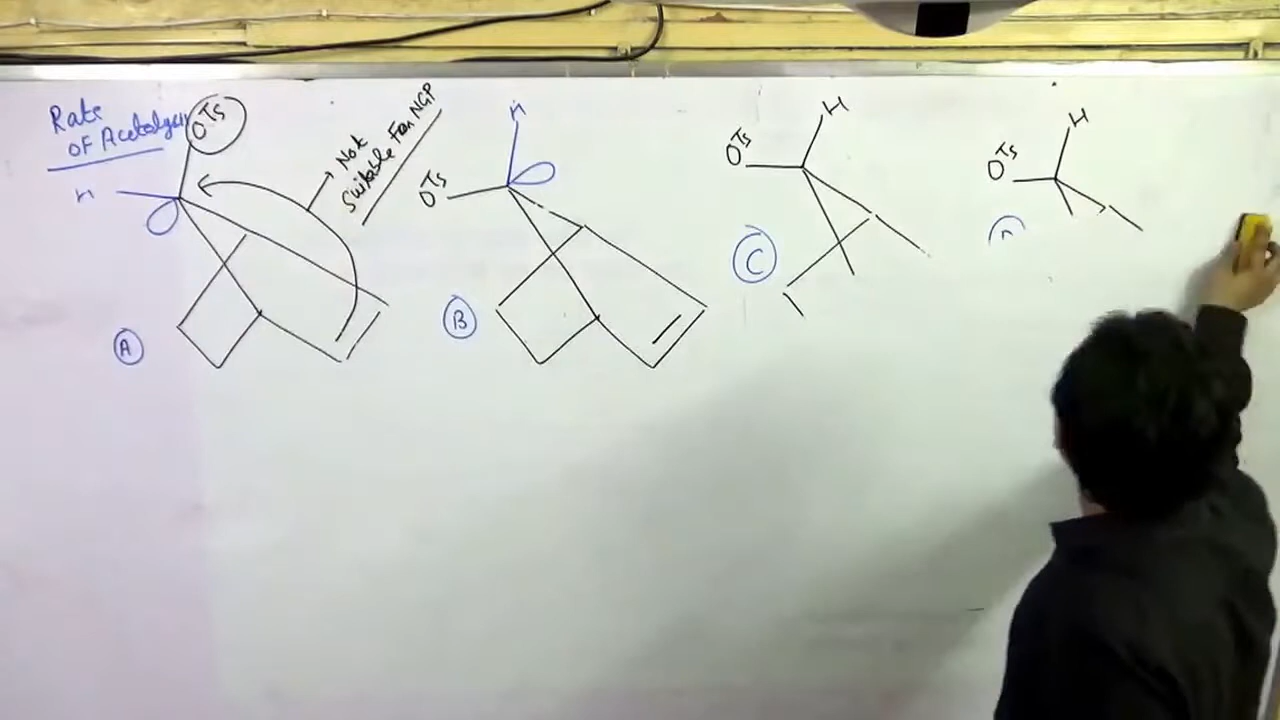 Rate
OF Acetolysis
OTs
H
→ Not
Suitable For NGP
A
H
OTs
B
H
OTs
C
H
OTs